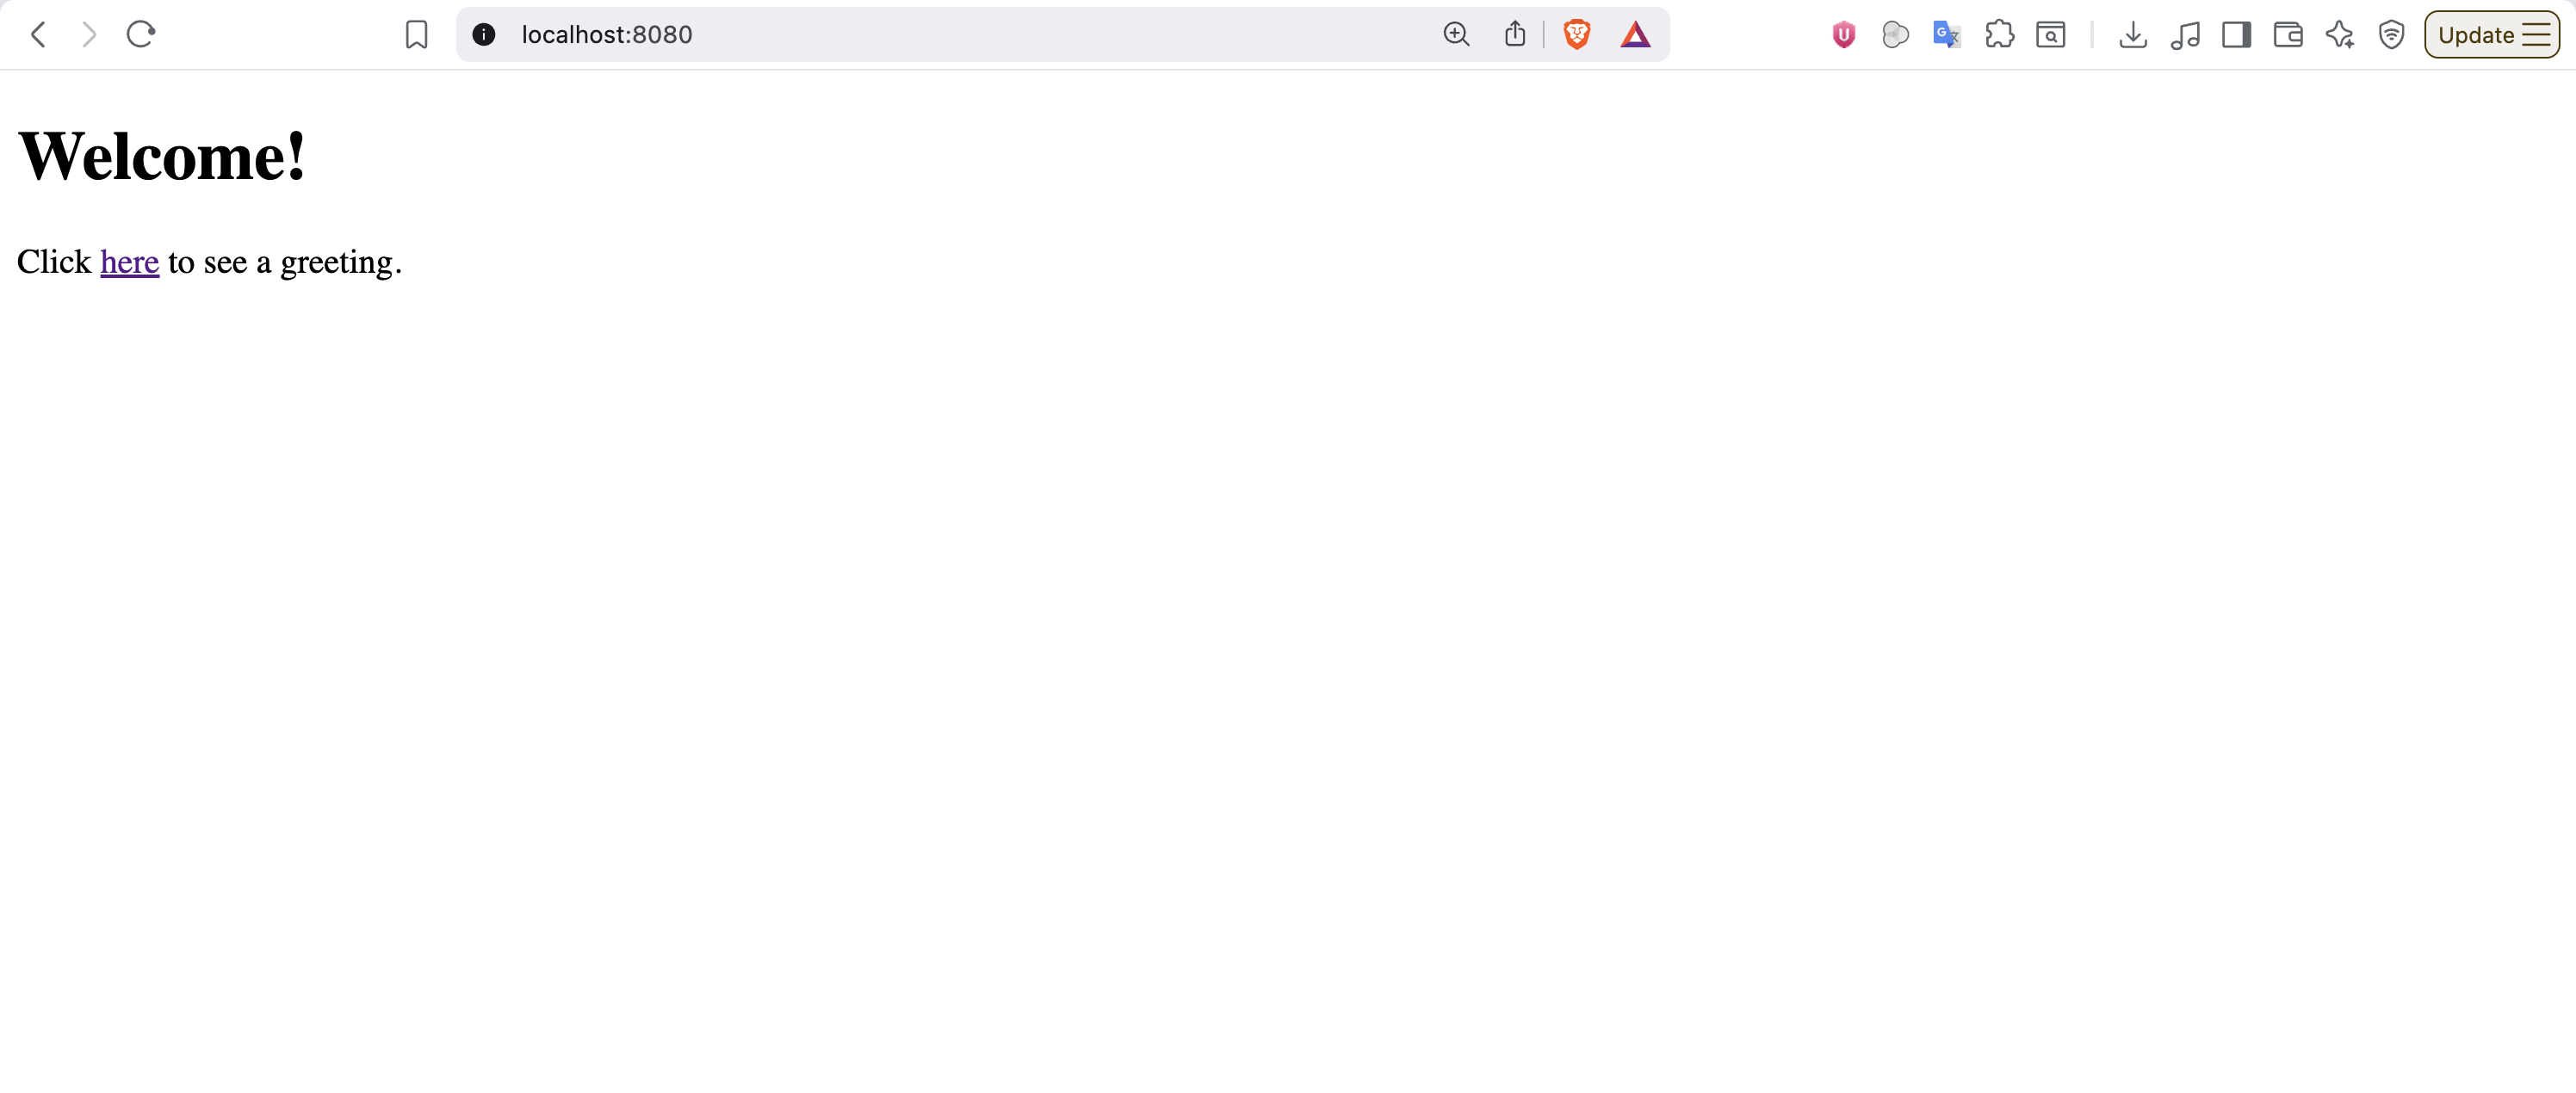 localhost:8080
Update
Welcome!
Click here to see a greeting.